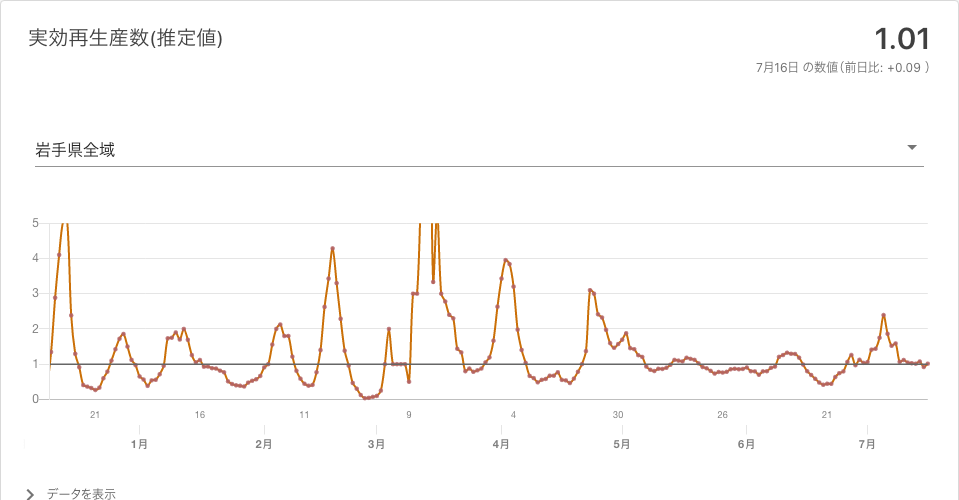 実効再生産数(推定値)
1.01
7月16日 の数値（前日比: +0.09 ）
岩手県全域
5
4
3
2
1
0
21 16 11 9 4 30 26 21
1月 2月 3月 4月 5月 6月 7月
データを表示